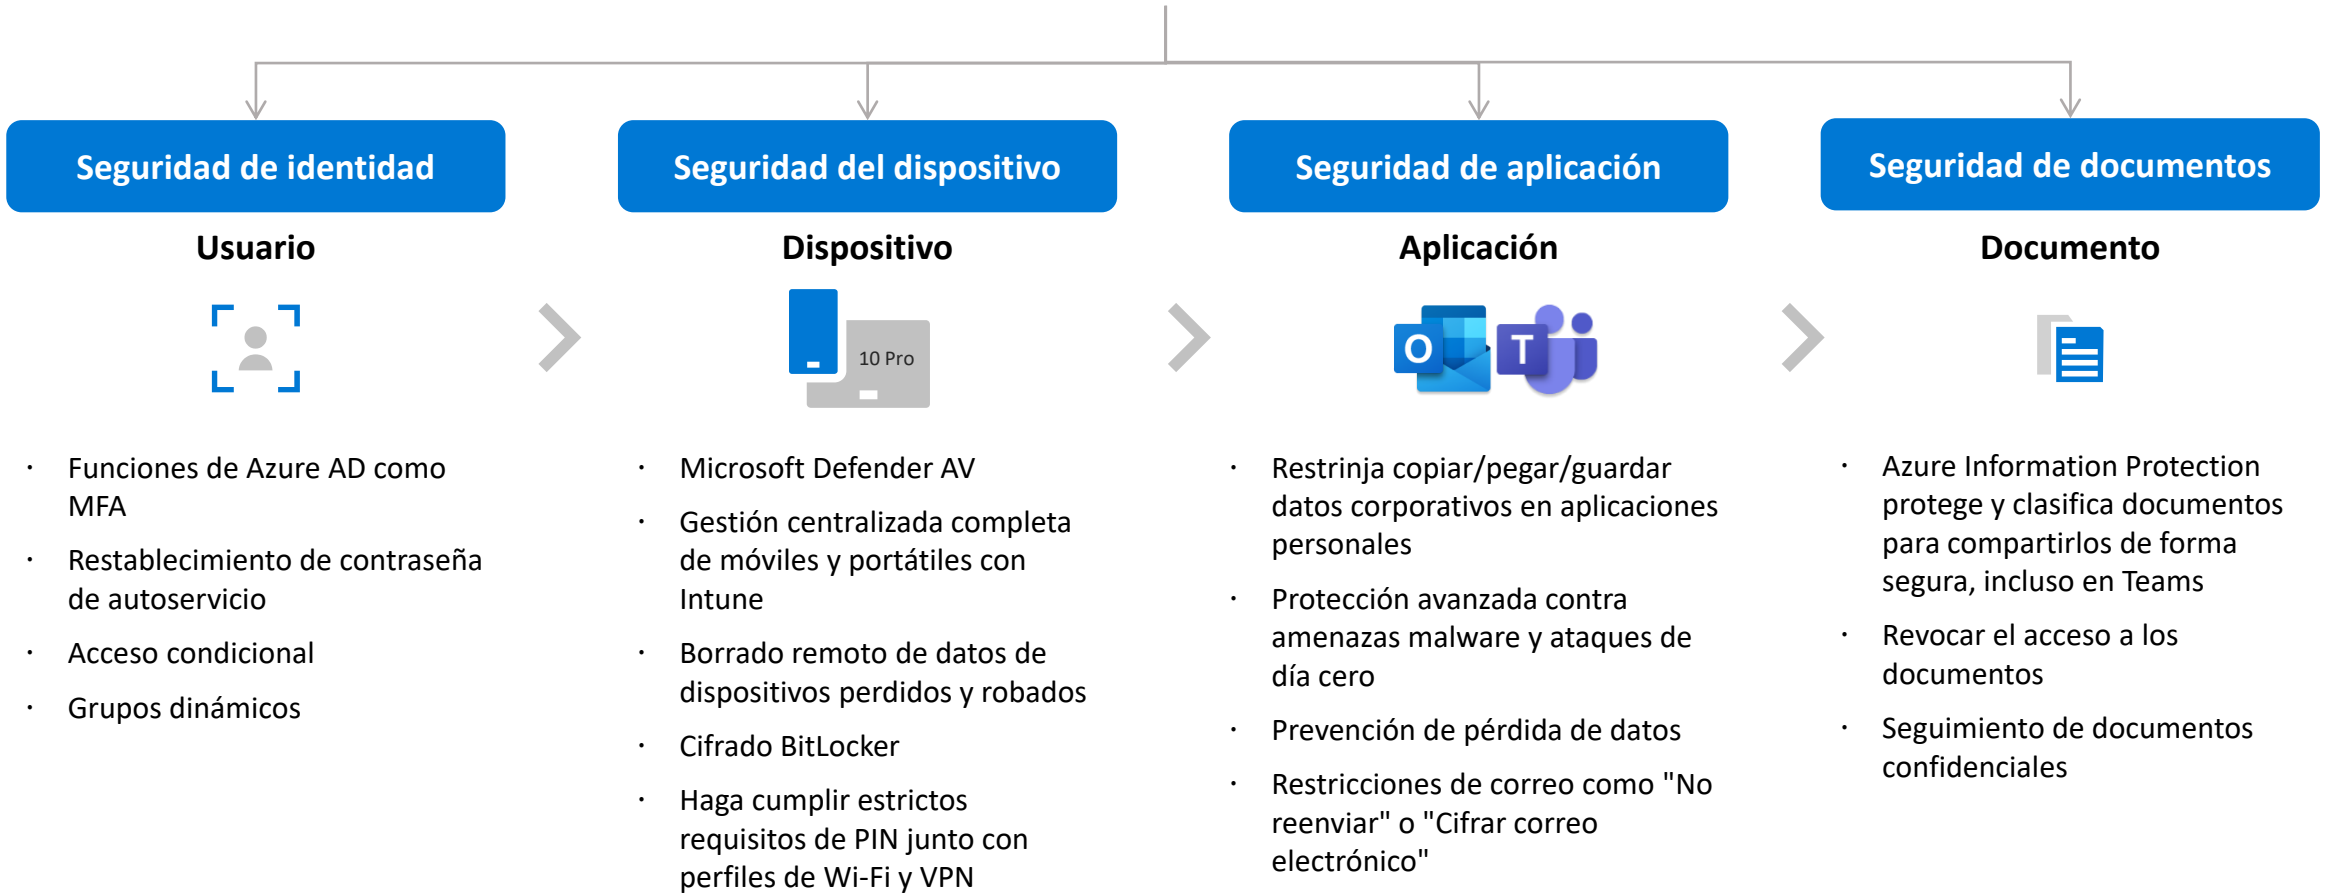 Seguridad de identidad
Usuario
· Funciones de Azure AD como
MFA
· Restablecimiento de contraseña
de autoservicio
· Acceso condicional
· Grupos dinámicos
Seguridad del dispositivo
Dispositivo
10 Pro
· Microsoft Defender AV
· Gestión centralizada completa
de móviles y portátiles con
Intune
· Borrado remoto de datos de
dispositivos perdidos y robados
· Cifrado BitLocker
· Haga cumplir estrictos
requisitos de PIN junto con
perfiles de Wi-Fi y VPN
Seguridad de aplicación
Aplicación
O
T
· Restrinja copiar/pegar/guardar
datos corporativos en aplicaciones
personales
· Protección avanzada contra
amenazas malware y ataques de
día cero
· Prevención de pérdida de datos
· Restricciones de correo como "No
reenviar" o "Cifrar correo
electrónico"
Seguridad de documentos
Documento
· Azure Information Protection
protege y clasifica documentos
para compartirlos de forma
segura, incluso en Teams
· Revocar el acceso a los
documentos
· Seguimiento de documentos
confidenciales